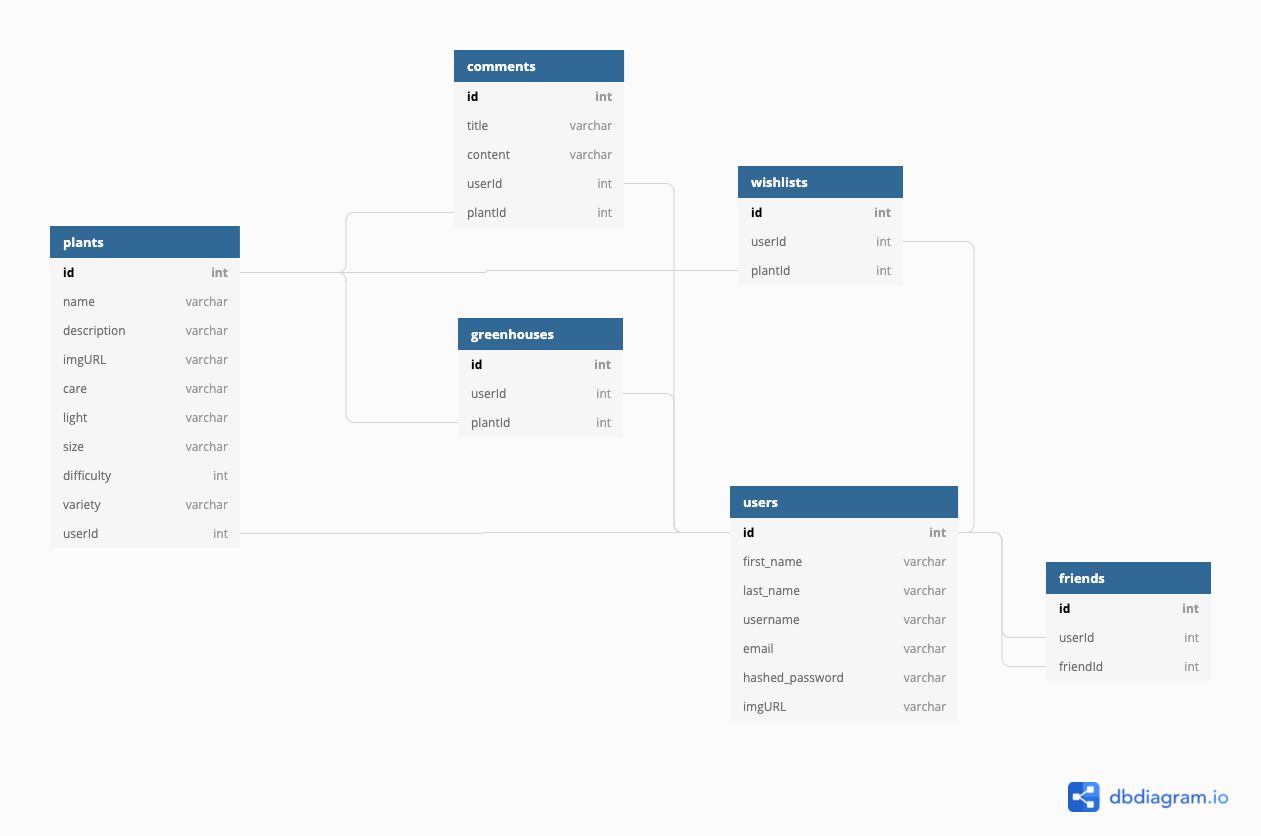 comments
id int
title varchar
content varchar
userId int
plantId int
wishlists
id int
userId int
plantId int
plants
id int
name varchar
description varchar
imgURL varchar
care varchar
light varchar
size varchar
difficulty int
variety varchar
userId int
greenhouses
id int
userId int
plantId int
users
id int
first_name varchar
last_name varchar
username varchar
email varchar
hashed_password varchar
imgURL varchar
friends
id int
userId int
friendId int
dbdiagram.io